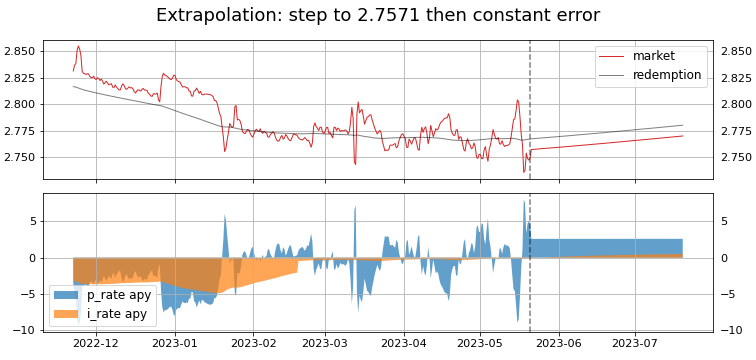 Extrapolation: step to 2.7571 then constant error
2.850 2.850
2.825 2.825
2.800 2.800
2.775 2.775
2.750 2.750
market
redemption
5 5
0 0
−5 −5
−10 −10
p_rate apy
i_rate apy
2022-12 2023-01 2023-02 2023-03 2023-04 2023-05 2023-06 2023-07